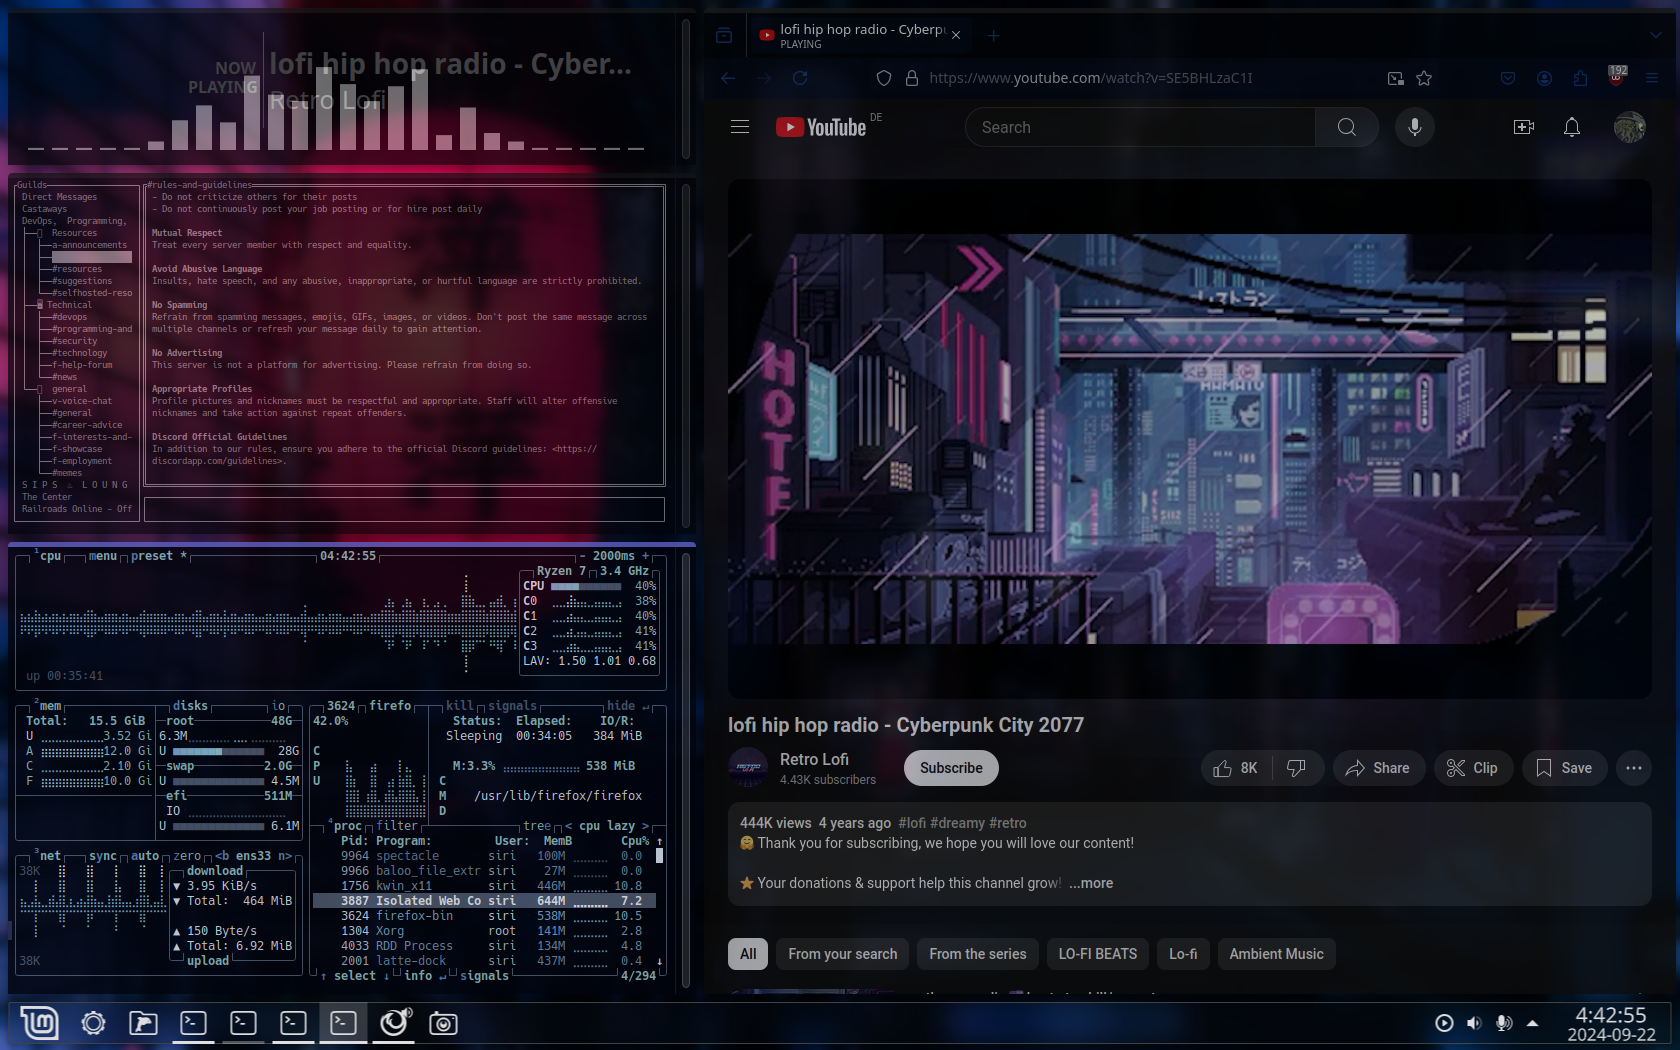 NOW
PLAYING
lofi hip hop radio - Cyber...
Retro Lofi
Guilds
Direct Messages
Castaways
DevOps, Programming,
Resources
a-announcements
#resources
#suggestions
#selfhosted-reso
Technical
#devops
#programming-and
#security
#technology
f-help-forum
#news
general
v-voice-chat
#general
#career-advice
f-interests-and-
f-showcase
f-employment
#memes
S I P S ☕ L O U N G
The Center
Railroads Online - Off
#rules-and-guidelines
- Do not criticize others for their posts
- Do not continuously post your job posting or for hire post daily
Mutual Respect
Treat every server member with respect and equality.
Avoid Abusive Language
Insults, hate speech, and any abusive, inappropriate, or hurtful language are strictly prohibited.
No Spamming
Refrain from spamming messages, emojis, GIFs, images, or videos. Don't post the same message across
multiple channels or refresh your message daily to gain attention.
No Advertising
This server is not a platform for advertising. Please refrain from doing so.
Appropriate Profiles
Profile pictures and nicknames must be respectful and appropriate. Staff will alter offensive
nicknames and take action against repeat offenders.
Discord Official Guidelines
In addition to our rules, ensure you adhere to the official Discord guidelines: <https://
discordapp.com/guidelines>.
1cpu menu preset * 04:42:55 - 2000ms +
Ryzen 7 3.4 GHz
CPU 40%
C0 38%
C1 40%
C2 41%
C3 41%
LAV: 1.50 1.01 0.68
up 00:35:41
2mem
Total: 15.5 GiB
U 3.52 Gi
A 12.0 Gi
C 2.10 Gi
F 10.0 Gi
disks io
root 48G
6.3M
U 28G
swap 2.0G
U 4.5M
efi 511M
IO
U 6.1M
3net sync auto zero <b ens33 n>
38K
38K
download
▼ 3.95 KiB/s
▼ Total: 464 MiB
▲ 150 Byte/s
▲ Total: 6.92 MiB
upload
3624 firefo kill signals hide ↵
42.0% Status: Elapsed: IO/R:
Sleeping 00:34:05 384 MiB
C
P M:3.3% 538 MiB
U C
M /usr/lib/firefox/firefox
D
4proc filter tree < cpu lazy >
Pid: Program: User: MemB Cpu% ↑
9964 spectacle siri 100M 0.0
9966 baloo_file_extr siri 27M 0.0
1756 kwin_x11 siri 446M 10.8
3887 Isolated Web Co siri 644M 7.2
3624 firefox-bin siri 538M 10.5
1304 Xorg root 141M 2.8
4033 RDD Process siri 134M 4.8
2001 latte-dock siri 437M 0.4 ↓
↑ select ↓ info ↵ signals 4/294
lofi hip hop radio - Cyberpu
PLAYING
https://www.youtube.com/watch?v=SE5BHLzaC1I
192
YouTube DE
Search
レストラン
HOTE
lofi hip hop radio - Cyberpunk City 2077
Retro Lofi
4.43K subscribers
Subscribe
8K
Share
Clip
Save
444K views 4 years ago #lofi #dreamy #retro
🤗 Thank you for subscribing, we hope you will love our content!
⭐ Your donations & support help this channel grow! ...more
All
From your search
From the series
LO-FI BEATS
Lo-fi
Ambient Music
4:42:55
2024-09-22